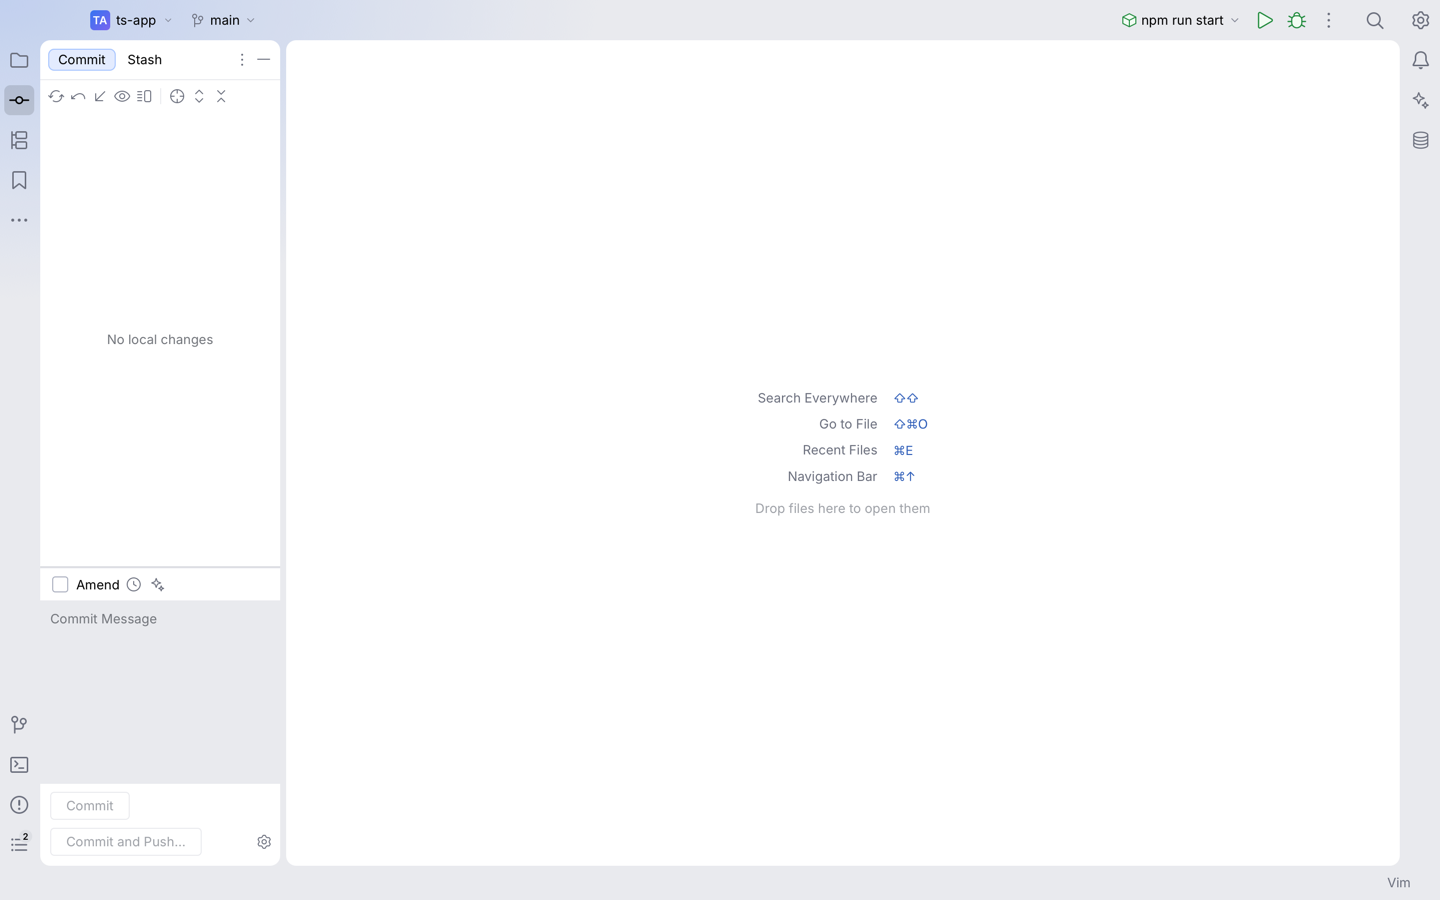 TA ts-app main npm run start
Commit Stash
No local changes
Search Everywhere ⇧⇧
Go to File ⇧⌘O
Recent Files ⌘E
Navigation Bar ⌘↑
Drop files here to open them
Amend
Commit Message
Commit
2
Commit and Push...
Vim